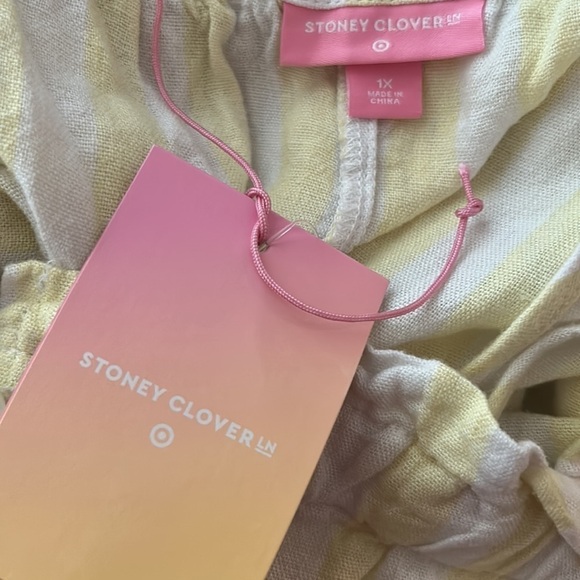 STONEY CLOVER LN
1X
MADE IN
CHINA
STONEY CLOVER LN